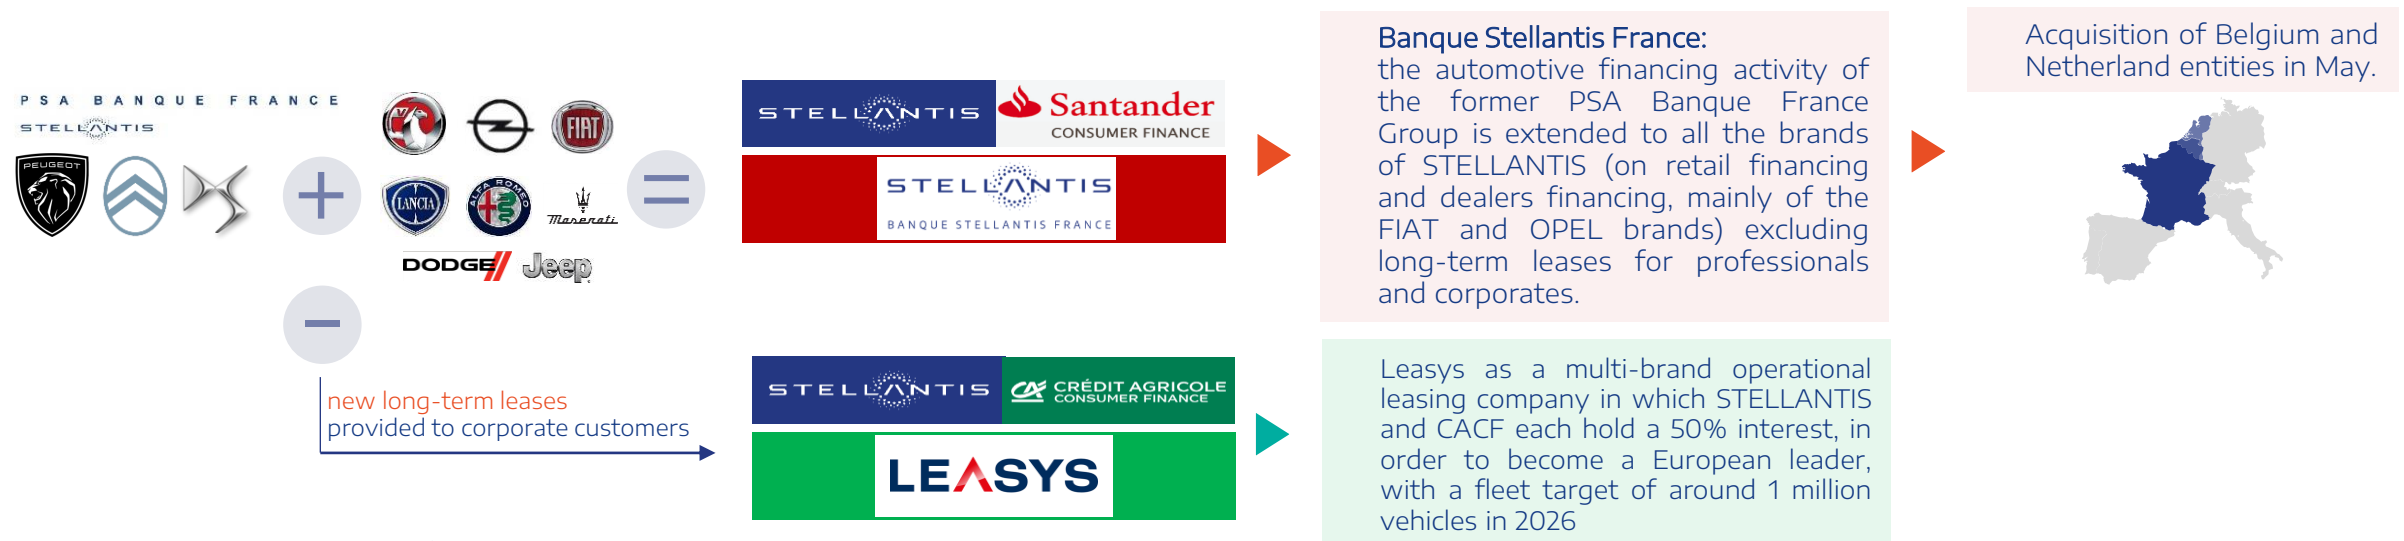 PSA BANQUE FRANCE
STELLANTIS
PEUGEOT
FIAT
LANCIA
ALFA ROMEO
Maserati
DODGE
Jeep
new long-term leases
provided to corporate customers
STELLANTIS
Santander
CONSUMER FINANCE
STELLANTIS
BANQUE STELLANTIS FRANCE
STELLANTIS
CRÉDIT AGRICOLE
CONSUMER FINANCE
LEASYS
Banque Stellantis France:
the automotive financing activity of
the former PSA Banque France
Group is extended to all the brands
of STELLANTIS (on retail financing
and dealers financing, mainly of the
FIAT and OPEL brands) excluding
long-term leases for professionals
and corporates.
Leasys as a multi-brand operational
leasing company in which STELLANTIS
and CACF each hold a 50% interest, in
order to become a European leader,
with a fleet target of around 1 million
vehicles in 2026
Acquisition of Belgium and
Netherland entities in May.